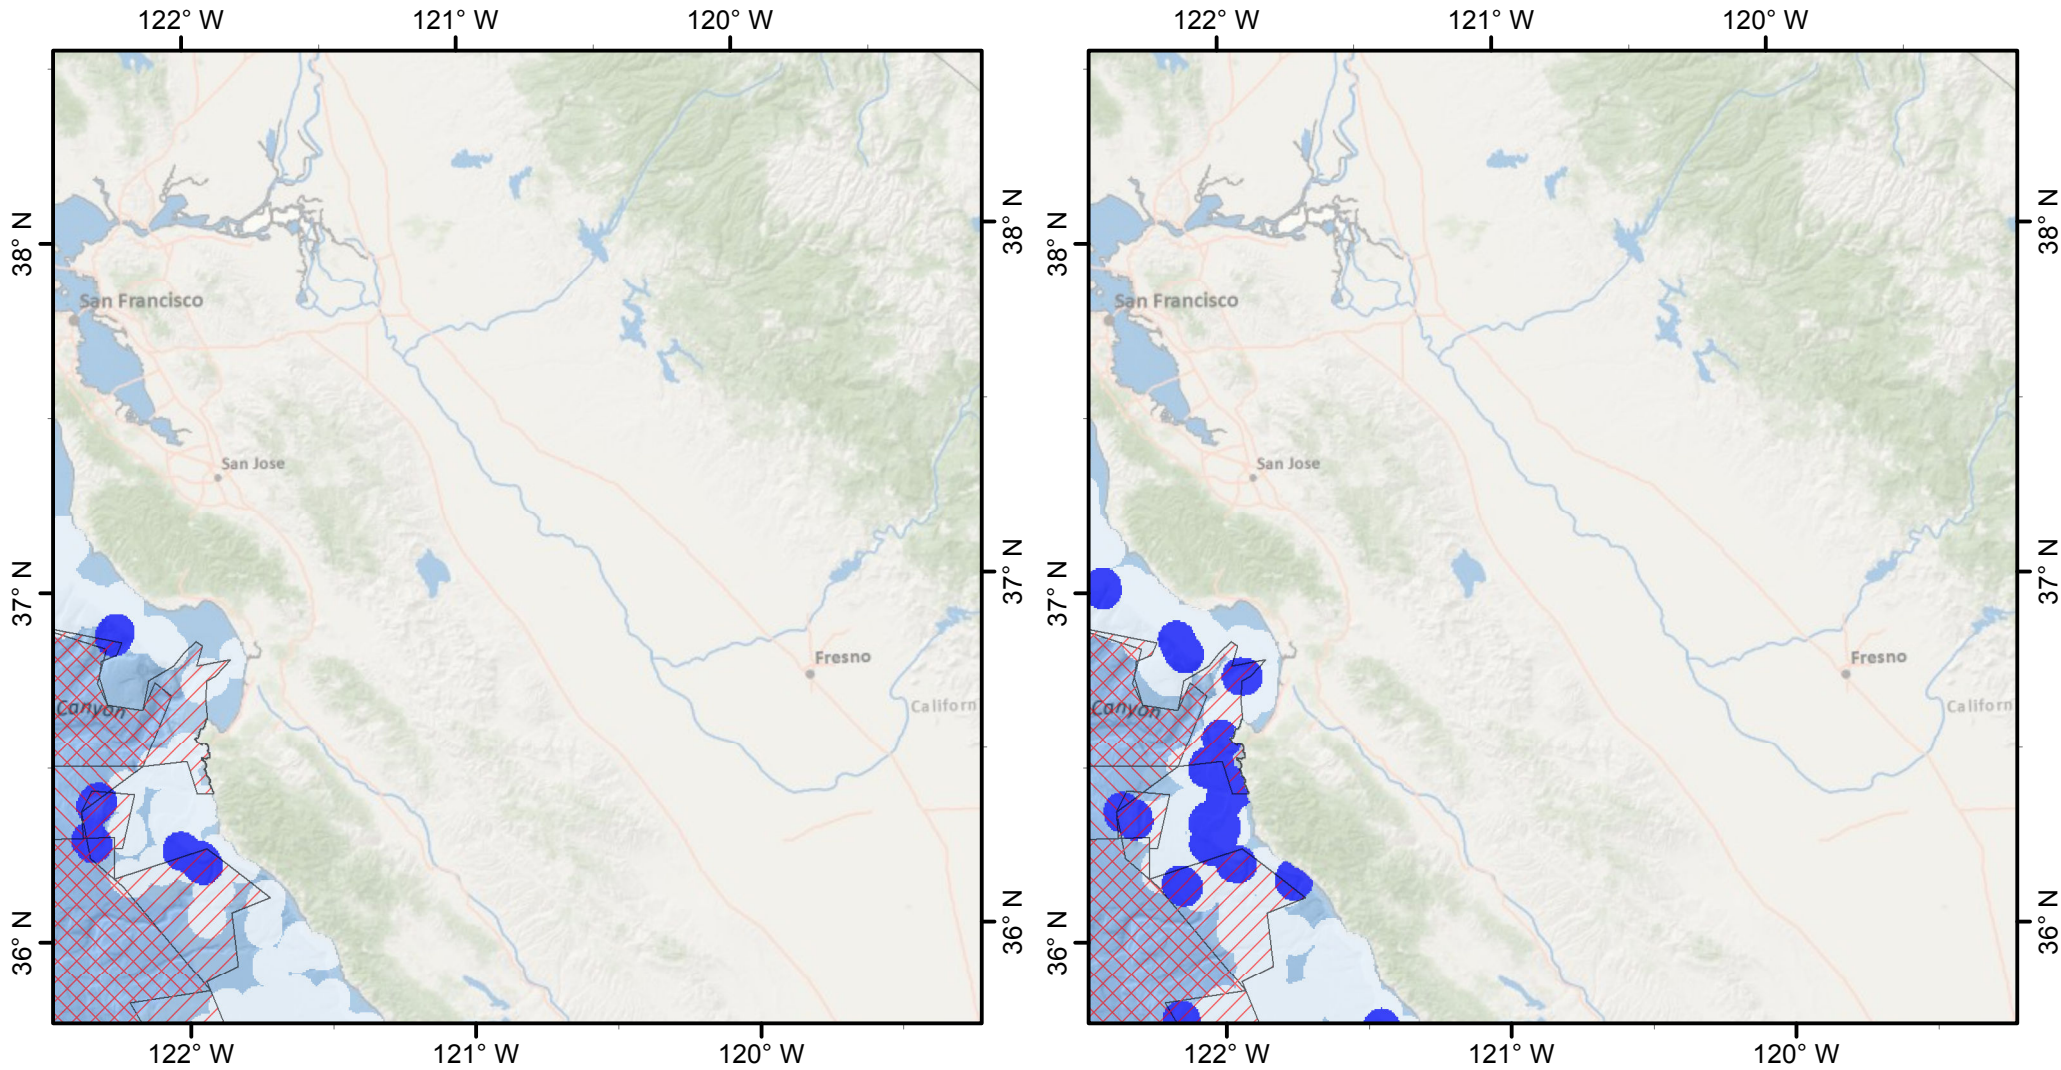 122° W 121° W 120° W 122° W 121° W 120° W
38° N 38° N 38° N 38° N
San Francisco San Francisco
San Jose San Jose
37° N 37° N 37° N 37° N
Fresno Fresno
Canyon Californ Canyon Californ
36° N 36° N 36° N 36° N
122° W 121° W 120° W 122° W 121° W 120° W